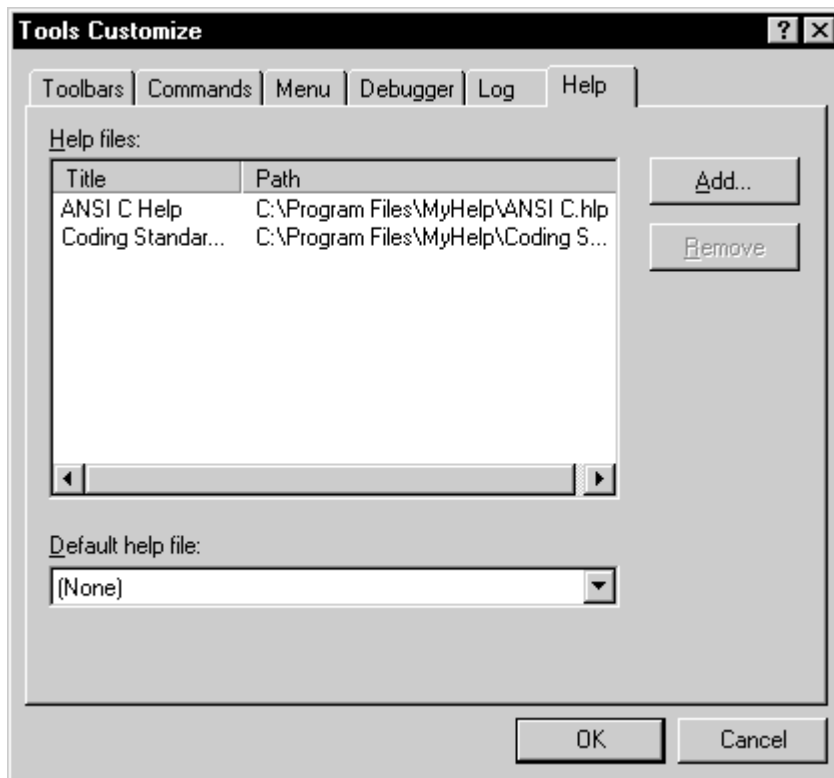 Tools Customize
Toolbars Commands Menu Debugger Log Help
Help files:
Title Path
ANSI C Help C:\Program Files\MyHelp\ANSI C.hlp
Coding Standar... C:\Program Files\MyHelp\Coding S...
Add...
Remove
Default help file:
(None)
OK Cancel